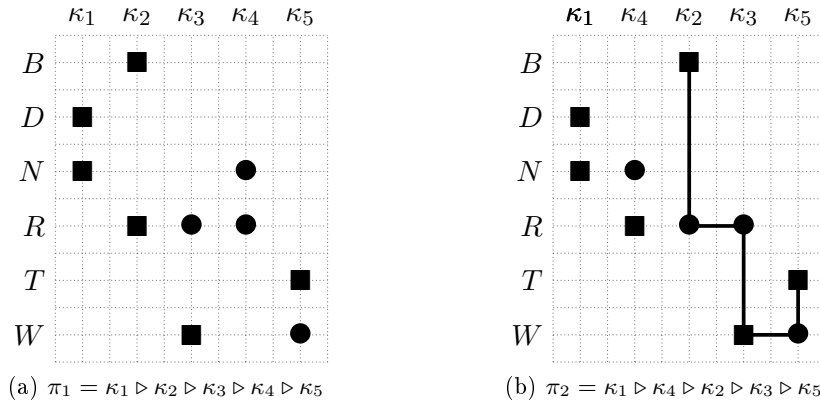 κ1 κ2 κ3 κ4 κ5
B
D
N
R
T
W
(a) π1 = κ1 ▹ κ2 ▹ κ3 ▹ κ4 ▹ κ5
κ1 κ4 κ2 κ3 κ5
B
D
N
R
T
W
(b) π2 = κ1 ▹ κ4 ▹ κ2 ▹ κ3 ▹ κ5